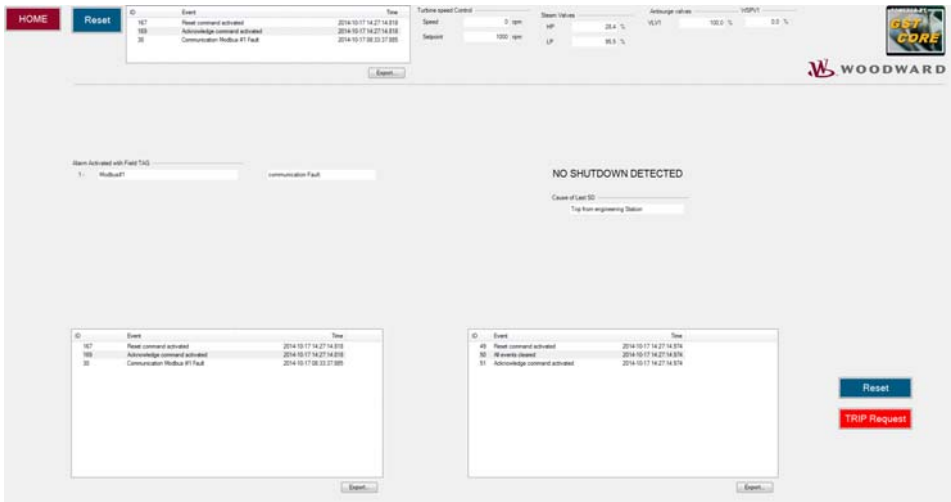 HOME
Reset
ID Event Time
167 Reset command activated 2014-10-17 14:27:14.818
169 Acknowledge command activated 2014-10-17 14:27:14.818
30 Communication Modbus #1 Fault 2014-10-17 08:33:37.885
Export...
Turbine speed Control
Speed 0 rpm
Setpoint 1000 rpm
Steam Valves
HP 28.4 %
LP %
Antisurge valves HSPV1
VLV1 100.0 % 0.0 %
GST
CORE
WOODWARD
Alarm Activated with Field TAG
1- Modbus#1 communication Fault
NO SHUTDOWN DETECTED
Cause of Last SD
Trip from engineering Station
ID Event Time
167 Reset command activated 2014-10-17 14:27:14.818
169 Acknowledge command activated 2014-10-17 14:27:14.818
30 Communication Modbus #1 Fault 2014-10-17 08:33:37.885
Export...
ID Event Time
49 Reset command activated 2014-10-17 14:27:14.974
50 All events cleared 2014-10-17 14:27:14.974
51 Acknowledge command activated 2014-10-17 14:27:14.974
Export...
Reset
TRIP Request